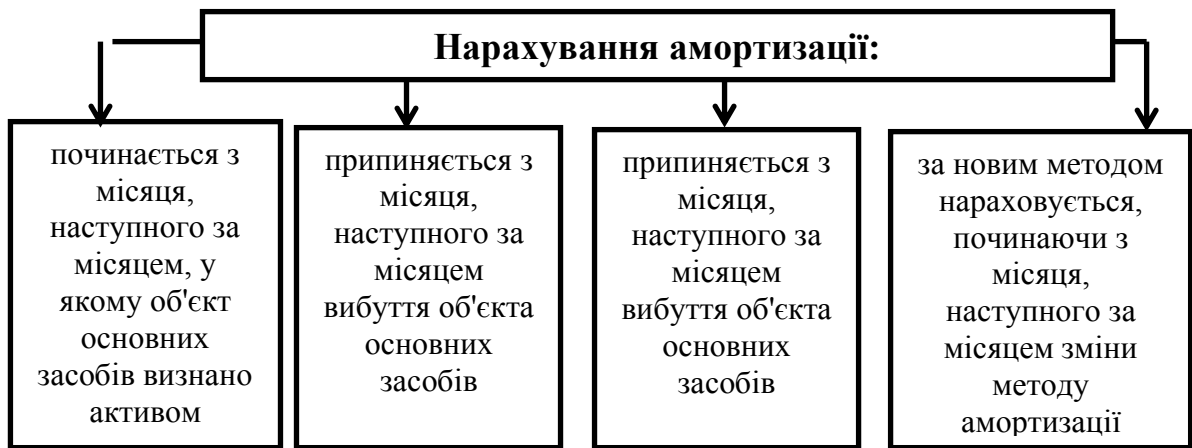 Нарахування амортизації:
починається з
місяця,
наступного за
місяцем, у
якому об'єкт
основних
засобів визнано
активом
припиняється з
місяця,
наступного за
місяцем
вибуття об'єкта
основних
засобів
припиняється з
місяця,
наступного за
місяцем
вибуття об'єкта
основних
засобів
за новим методом
нараховується,
починаючи з
місяця,
наступного за
місяцем зміни
методу
амортизації